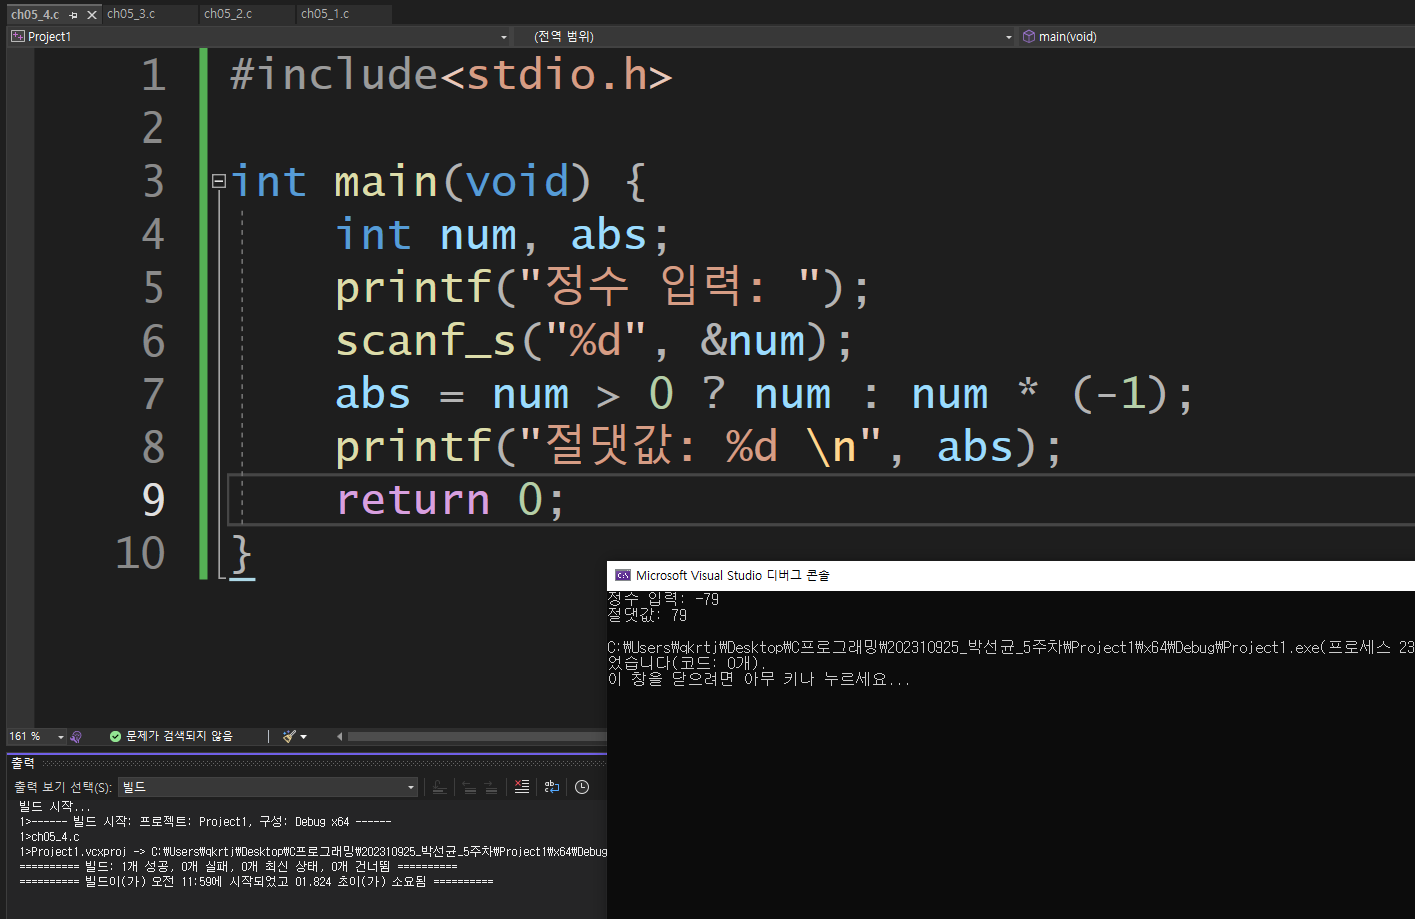 ch05_4.c ch05_3.c ch05_2.c ch05_1.c
Project1 (전역 범위) main(void)
1 #include<stdio.h>
2
3 int main(void) {
4 int num, abs;
5 printf("정수 입력: ");
6 scanf_s("%d", &num);
7 abs = num > 0 ? num : num * (-1);
8 printf("절댓값: %d \n", abs);
9 return 0;
10 }
Microsoft Visual Studio 디버그 콘솔
정수 입력: -79
절댓값: 79
C:₩Users₩qkrtj₩Desktop₩C프로그래밍₩202310925_박선균_5주차₩Project1₩x64₩Debug₩Project1.exe(프로세스 23
었습니다(코드: 0개).
이 창을 닫으려면 아무 키나 누르세요...
161 % 문제가 검색되지 않음
출력
출력 보기 선택(S): 빌드
빌드 시작...
1>------ 빌드 시작: 프로젝트: Project1, 구성: Debug x64 ------
1>ch05_4.c
1>Project1.vcxproj -> C:₩Users₩qkrtj₩Desktop₩C프로그래밍₩202310925_박선균_5주차₩Project1₩x64₩Debug
========== 빌드: 1개 성공, 0개 실패, 0개 최신 상태, 0개 건너뜀 ==========
========== 빌드이(가) 오전 11:59에 시작되었고 01.824 초이(가) 소요됨 ==========